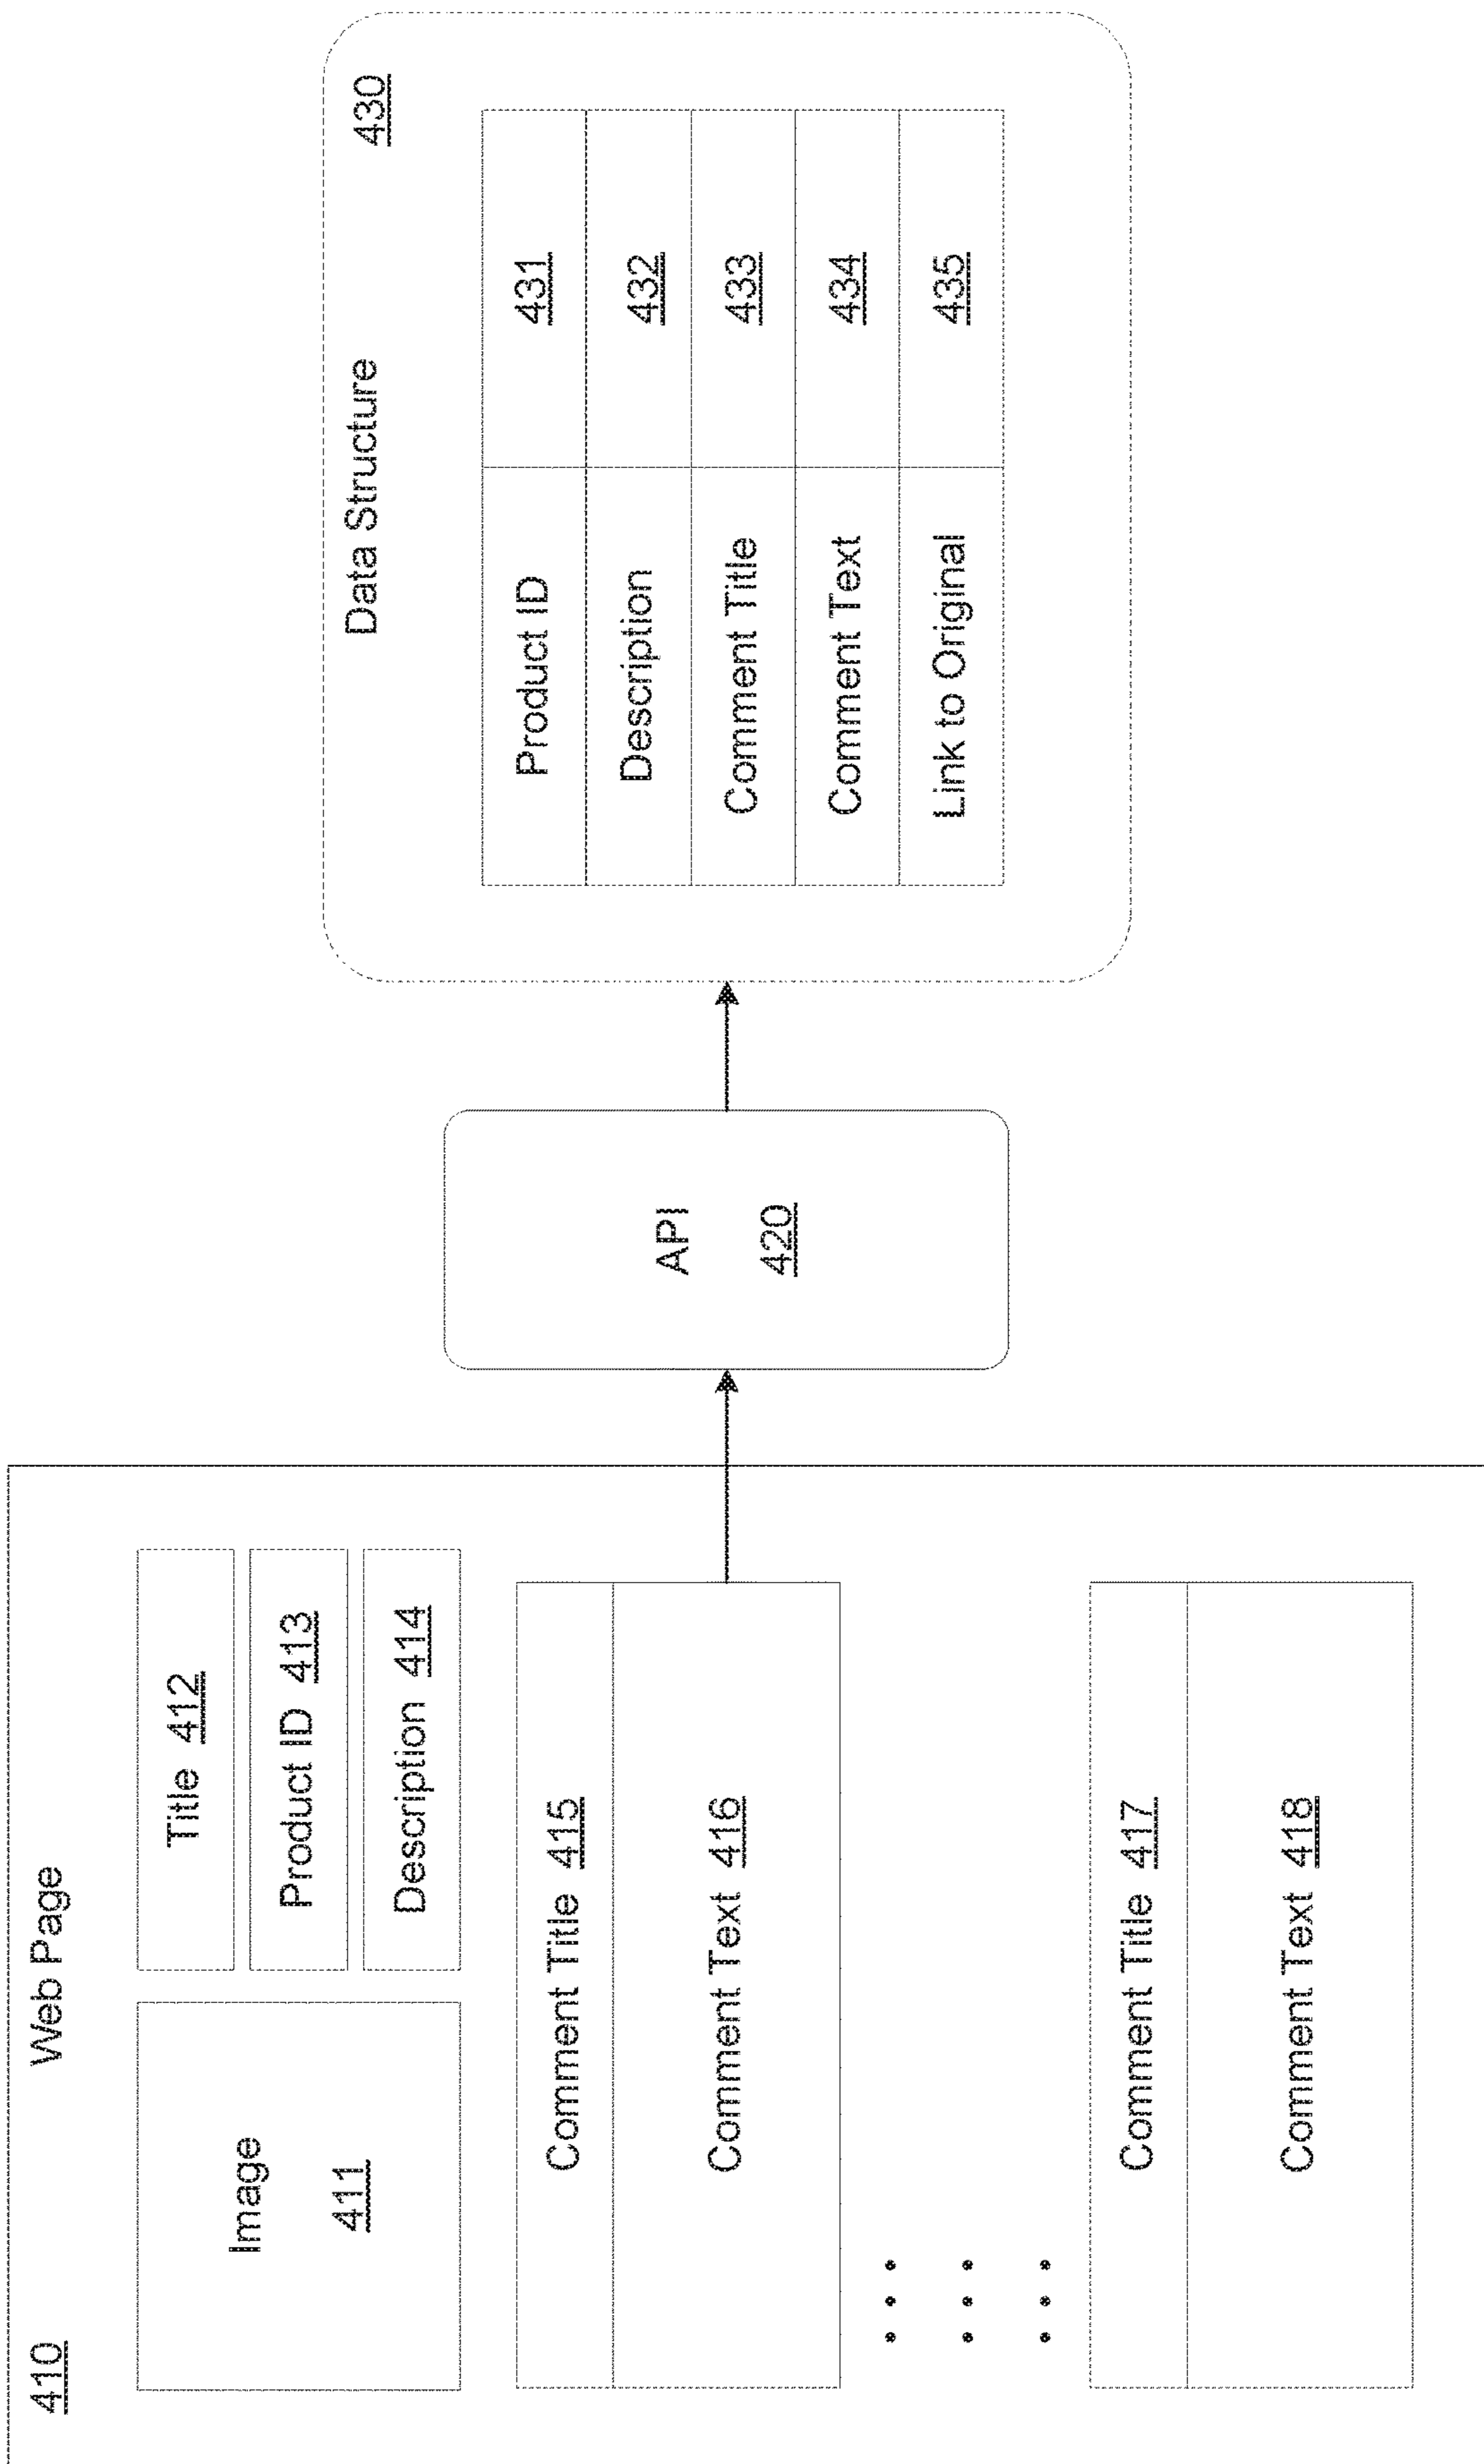 410
Web Page
Image
411
Title 412
Product ID 413
Description 414
Comment Title 415
Comment Text 416
Comment Title 417
Comment Text 418
API
420
Data Structure
430
Product ID 431
Description 432
Comment Title 433
Comment Text 434
Link to Original 435